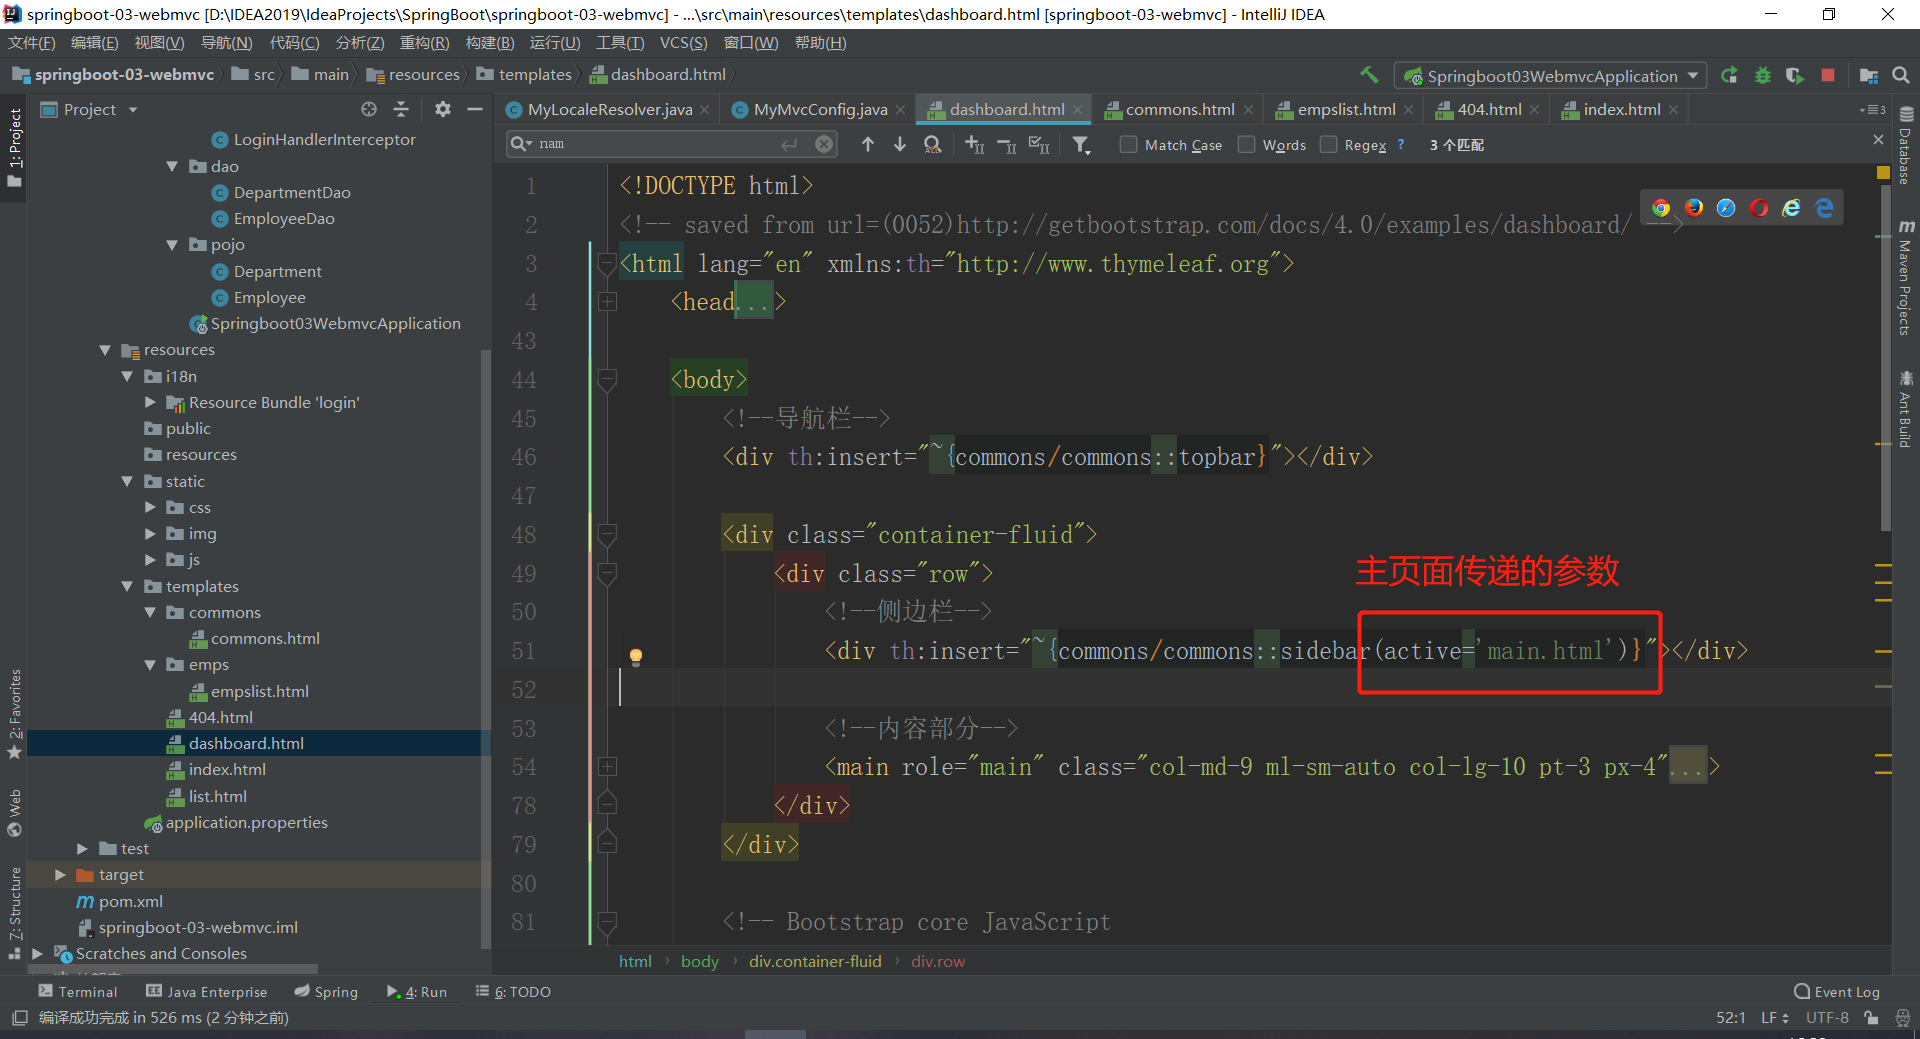 springboot-03-webmvc [D:\IDEA2019\IdeaProjects\SpringBoot\springboot-03-webmvc] - ...\src\main\resources\templates\dashboard.html [springboot-03-webmvc] - IntelliJ IDEA
文件(F) 编辑(E) 视图(V) 导航(N) 代码(C) 分析(Z) 重构(R) 构建(B) 运行(U) 工具(T) VCS(S) 窗口(W) 帮助(H)
springboot-03-webmvc src main resources templates dashboard.html
Springboot03WebmvcApplication
Project
MyLocaleResolver.java MyMvcConfig.java dashboard.html commons.html empslist.html 404.html index.html
3
nam
Match Case Words Regex ? 3 个匹配
1: Project
2: Favorites
Web
Z: Structure
LoginHandlerInterceptor
dao
DepartmentDao
EmployeeDao
pojo
Department
Employee
Springboot03WebmvcApplication
resources
i18n
Resource Bundle 'login'
public
resources
static
css
img
js
templates
commons
commons.html
emps
empslist.html
404.html
dashboard.html
index.html
list.html
application.properties
test
target
pom.xml
springboot-03-webmvc.iml
Scratches and Consoles
1 <!DOCTYPE html>
2 <!-- saved from url=(0052)http://getbootstrap.com/docs/4.0/examples/dashboard/ -->
3 <html lang="en" xmlns:th="http://www.thymeleaf.org">
4 <head...>
43
44 <body>
45 <!--导航栏-->
46 <div th:insert="~{commons/commons::topbar}"></div>
47
48 <div class="container-fluid">
49 <div class="row">
主页面传递的参数
50 <!--侧边栏-->
51 <div th:insert="~{commons/commons::sidebar(active='main.html')}"></div>
52
53 <!--内容部分-->
54 <main role="main" class="col-md-9 ml-sm-auto col-lg-10 pt-3 px-4"...>
78 </div>
79 </div>
80
81 <!-- Bootstrap core JavaScript
html body div.container-fluid div.row
Database
Maven Projects
Ant Build
Terminal Java Enterprise Spring 4: Run 6: TODO Event Log
编译成功完成 in 526 ms (2 分钟之前)
52:1 LF UTF-8